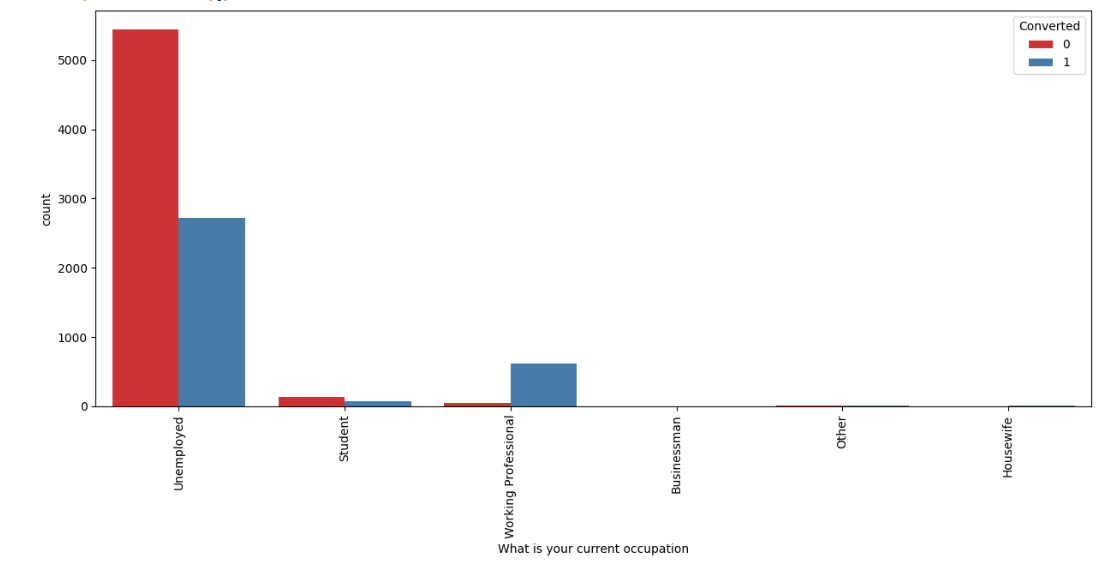 Converted
0
1
5000
4000
3000
2000
1000
0
count
Unemployed
Student
Working Professional
Businessman
Other
Housewife
What is your current occupation